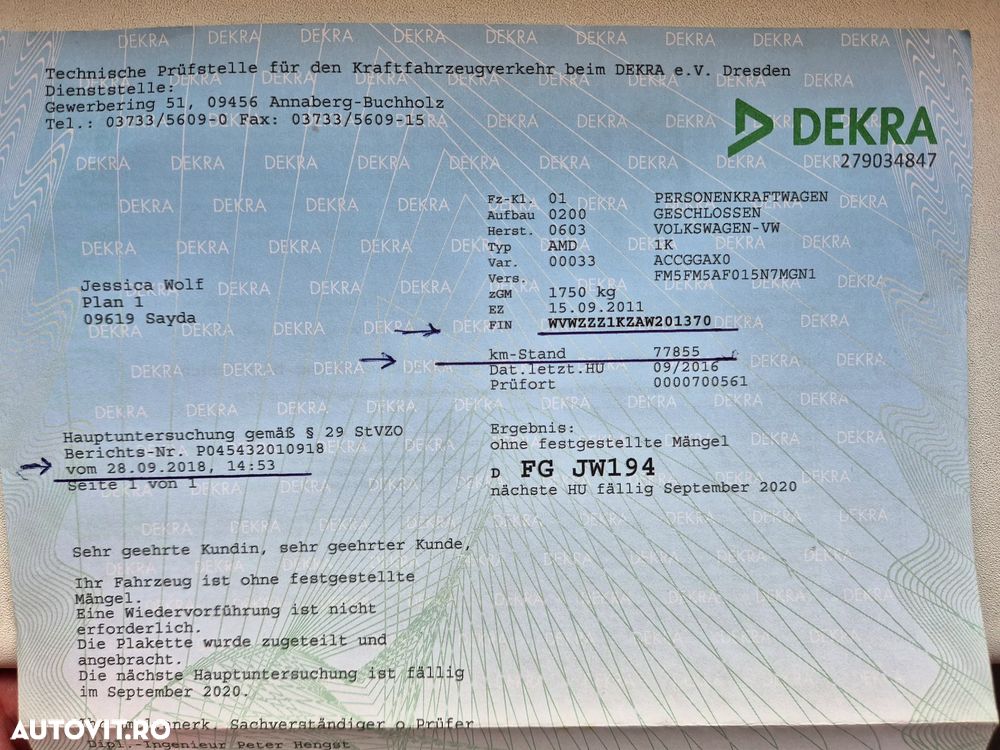 Technische Prüfstelle für den Kraftfahrzeugverkehr beim DEKRA e.V. Dresden
Dienststelle:
Gewerbering 51, 09456 Annaberg-Buchholz
Tel.: 03733/5609-0 Fax: 03733/5609-15
DEKRA
279034847
Fz-Kl. 01 PERSONENKRAFTWAGEN
Aufbau 0200 GESCHLOSSEN
Herst. 0603 VOLKSWAGEN-VW
Typ AMD 1K
Var. 00033 ACCGGAX0
Vers. FM5FM5AF015N7MGN1
zGM 1750 kg
EZ 15.09.2011
FIN WVWZZZ1KZAW201370
km-Stand 77855
Dat.letzt.HU 09/2016
Prüfort 0000700561
Jessica Wolf
Plan 1
09619 Sayda
Hauptuntersuchung gemäß § 29 StVZO
Berichts-Nr. P045432010918
vom 28.09.2018, 14:53
Seite 1 von 1
Ergebnis:
ohne festgestellte Mängel
D FG JW194
nächste HU fällig September 2020
Sehr geehrte Kundin, sehr geehrter Kunde,
Ihr Fahrzeug ist ohne festgestellte
Mängel.
Eine Wiedervorführung ist nicht
erforderlich.
Die Plakette wurde zugeteilt und
angebracht.
Die nächste Hauptuntersuchung ist fällig
im September 2020.
Sachverständiger o.Prüfer
Dipl.-Ingenieur Peter Hengst
AUTOVIT.RO